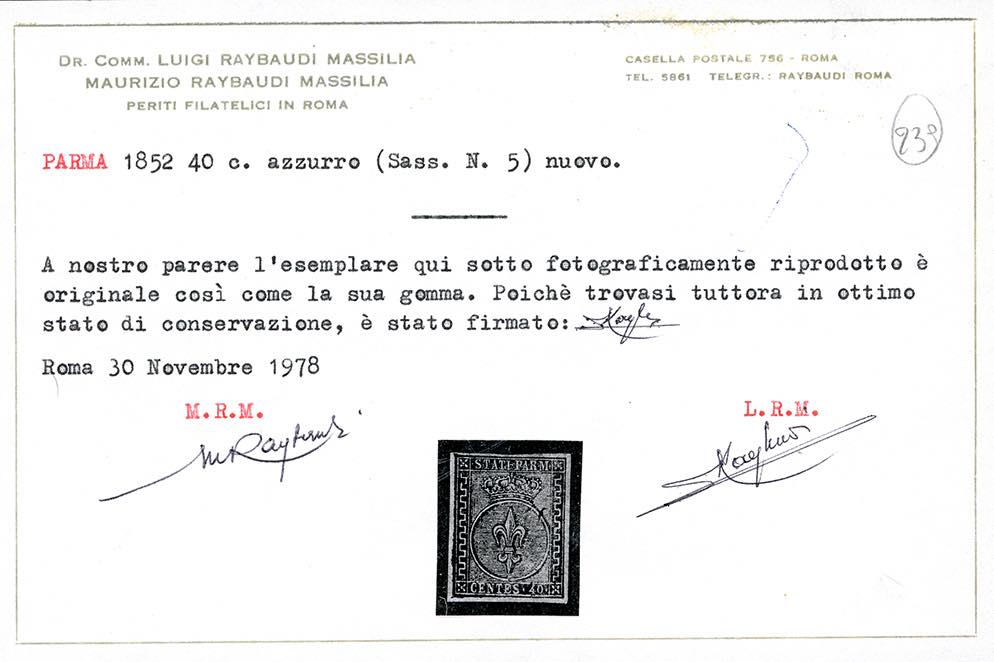 DR. COMM. LUIGI RAYBAUDI MASSILIA
MAURIZIO RAYBAUDI MASSILIA
PERITI FILATELICI IN ROMA
CASELLA POSTALE 756 - ROMA
TEL. 5861 TELEGR.: RAYBAUDI ROMA
239
PARMA 1852 40 c. azzurro (Sass. N. 5) nuovo.
A nostro parere l'esemplare qui sotto fotograficamente riprodotto è
originale così come la sua gomma. Poichè trovasi tuttora in ottimo
stato di conservazione, è stato firmato:
Roma 30 Novembre 1978
M.R.M.
L.R.M.
STATI PARM
CENTES 40